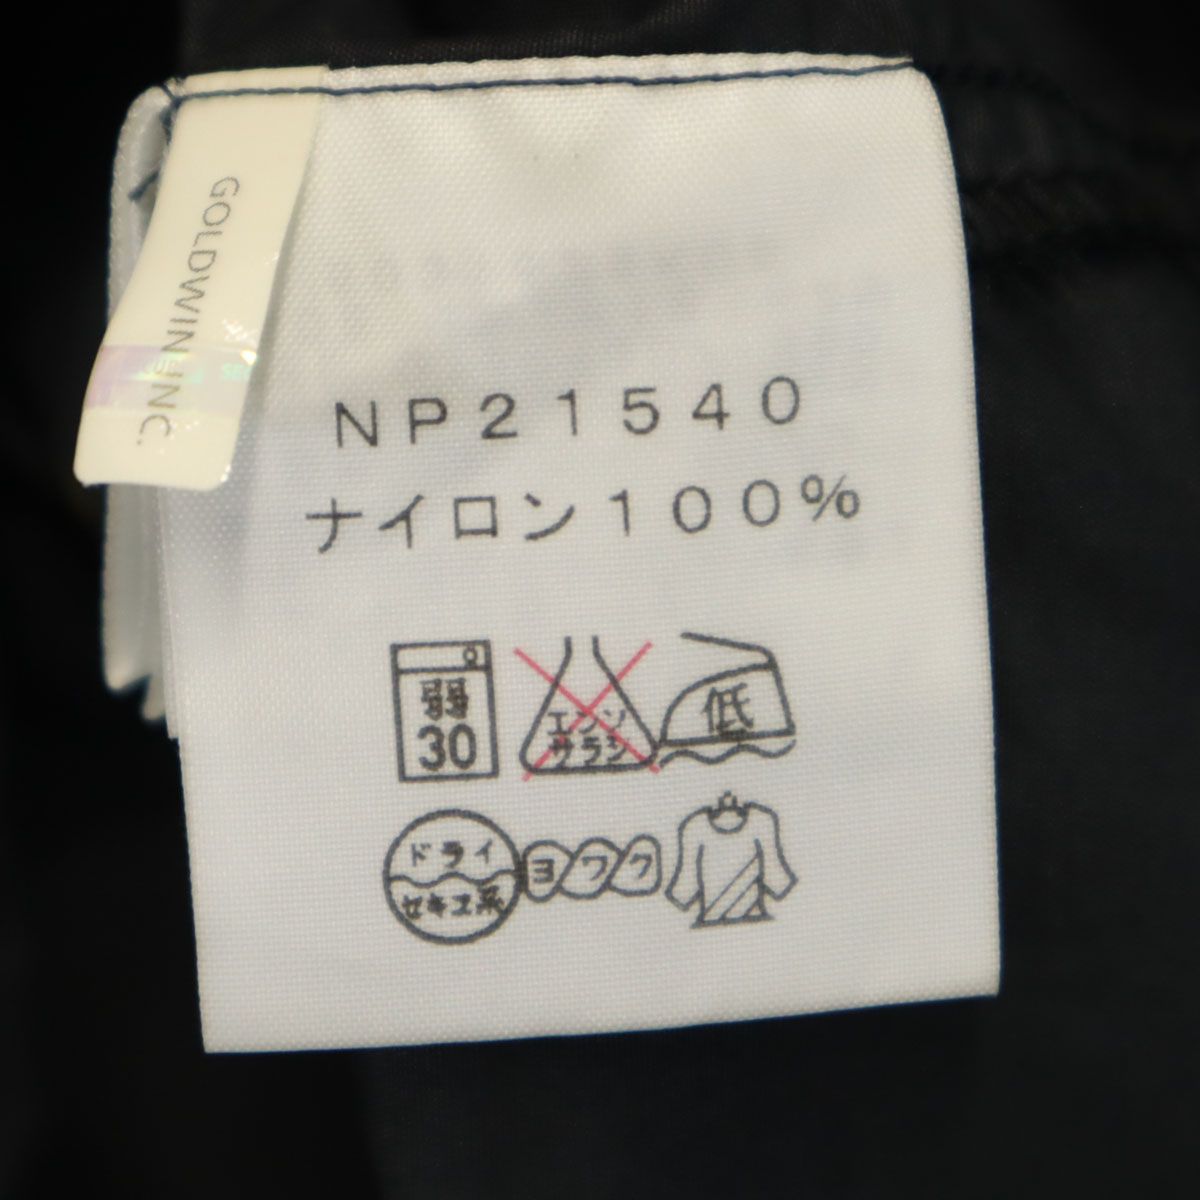 GOLDWIN INC.
NP21540
ナイロン100%
弱
30
エンソ
サラシ
低
ドライ
セキユ系
ヨワク